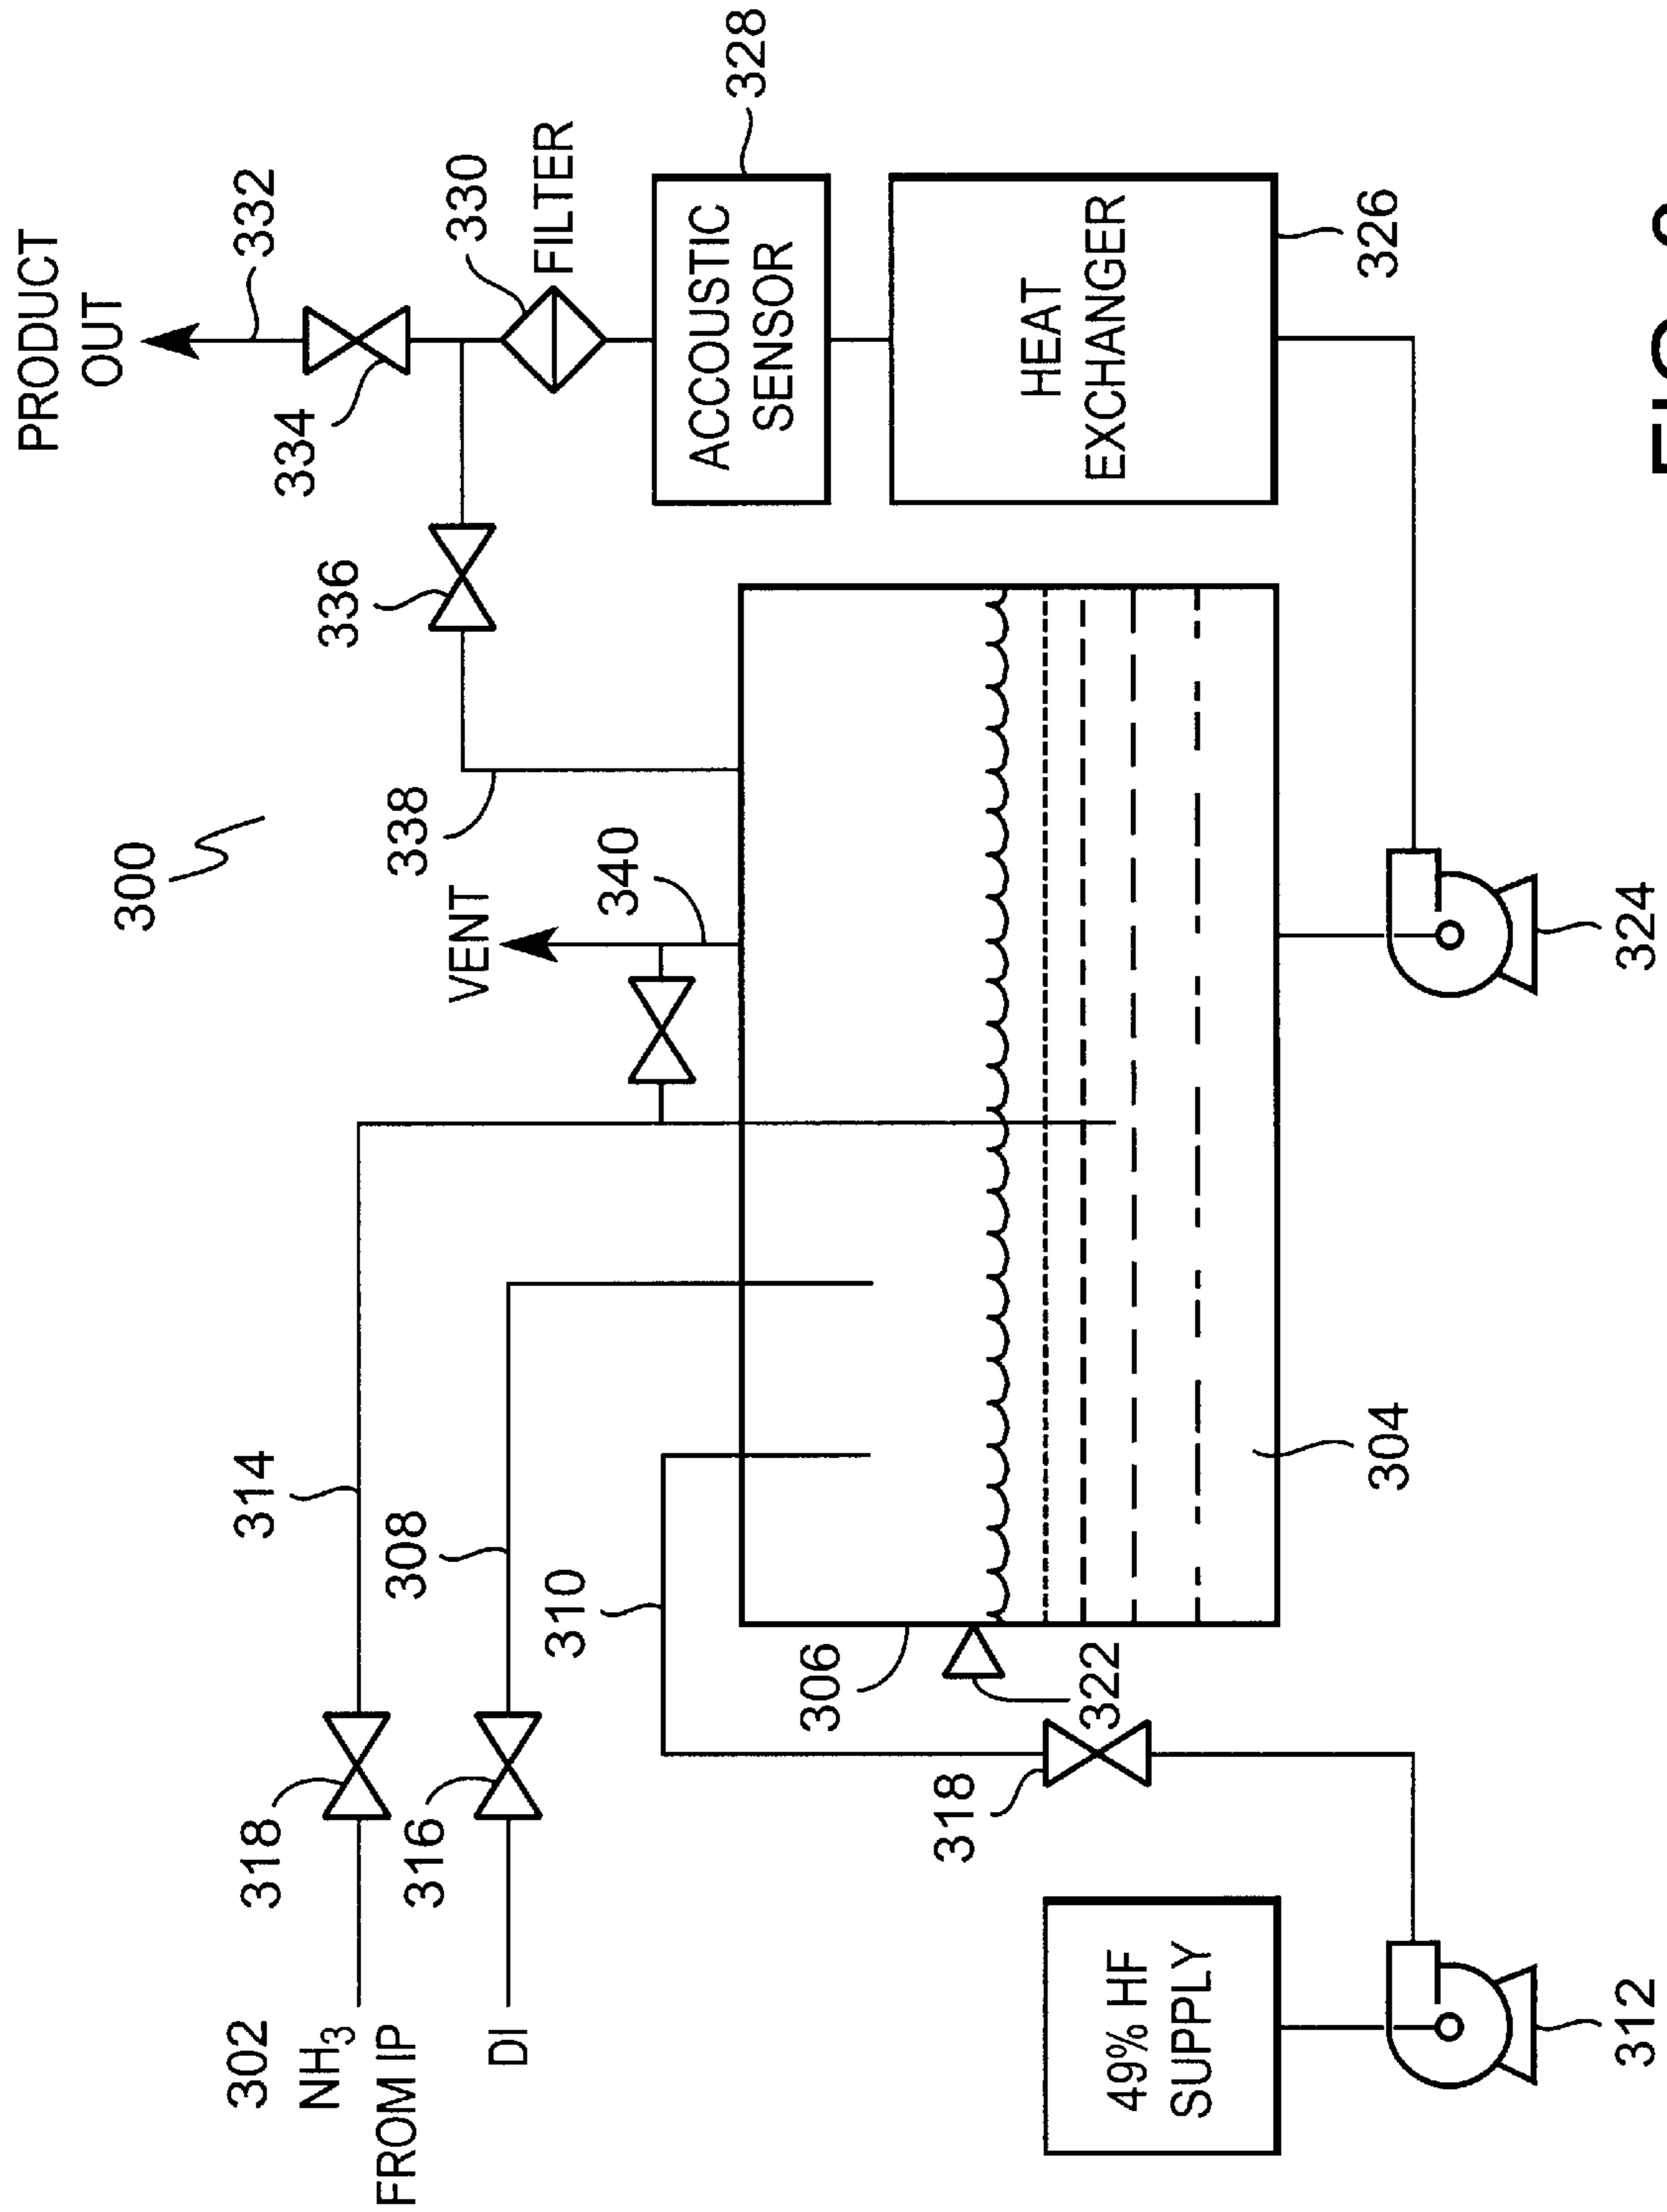 300
PRODUCT
OUT
332
334
330
FILTER
336
338
VENT
340
ACCOUSTIC
SENSOR
328
HEAT
EXCHANGER
326
314
308
310
302
NH3
FROM IP
318
DI
316
306
322
318
49% HF
SUPPLY
312
304
324